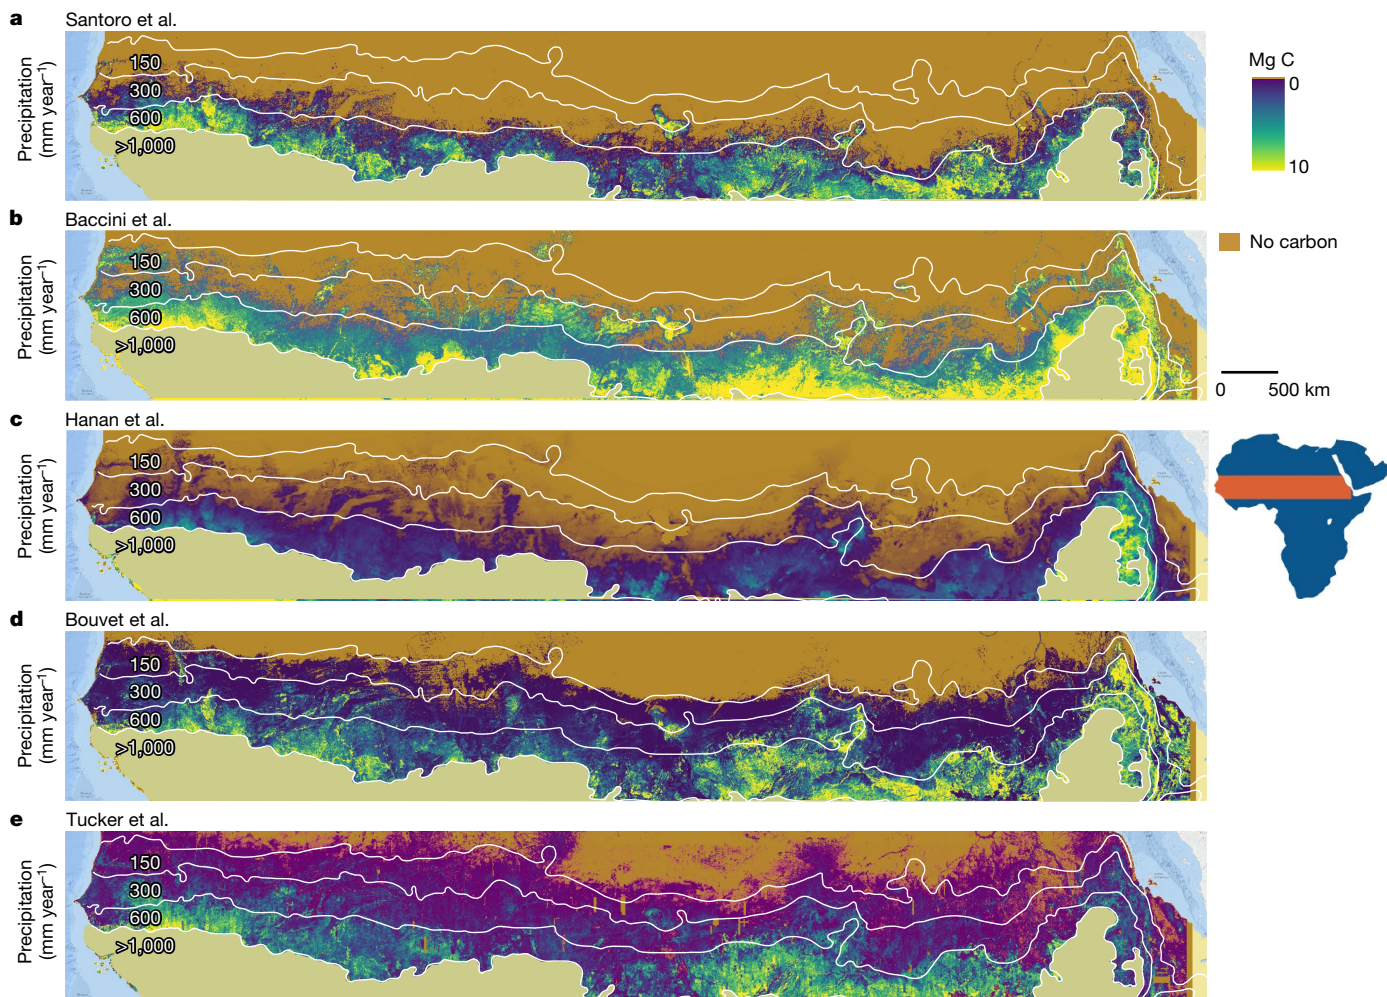 a Santoro et al.
Precipitation
(mm year⁻¹)
150
300
600
>1,000
Mg C
0
10
b Baccini et al.
Precipitation
(mm year⁻¹)
150
300
600
>1,000
No carbon
0 500 km
c Hanan et al.
Precipitation
(mm year⁻¹)
150
300
600
>1,000
d Bouvet et al.
Precipitation
(mm year⁻¹)
150
300
600
>1,000
e Tucker et al.
Precipitation
(mm year⁻¹)
150
300
600
>1,000